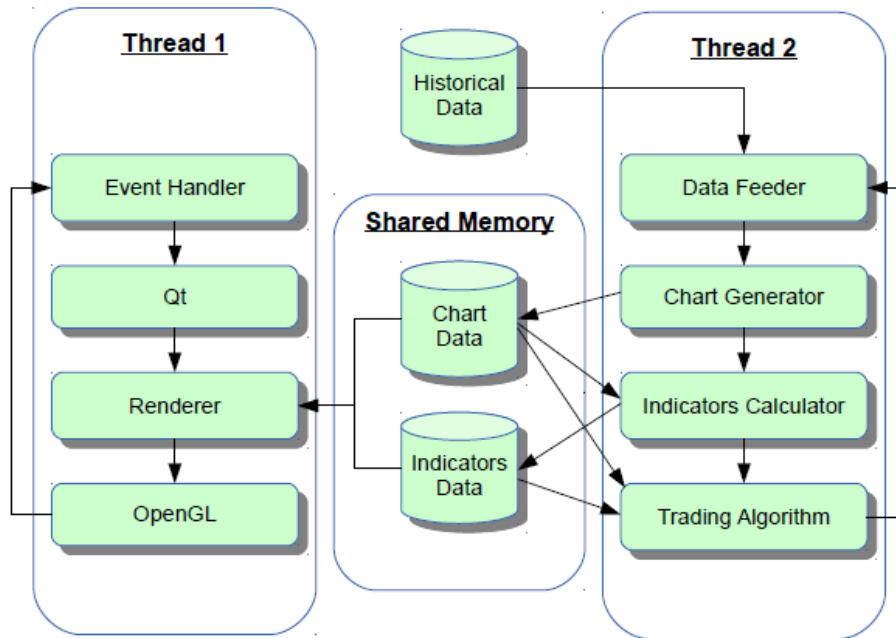 Thread 1
Event Handler
Qt
Renderer
OpenGL
Historical
Data
Shared Memory
Chart
Data
Indicators
Data
Thread 2
Data Feeder
Chart Generator
Indicators Calculator
Trading Algorithm